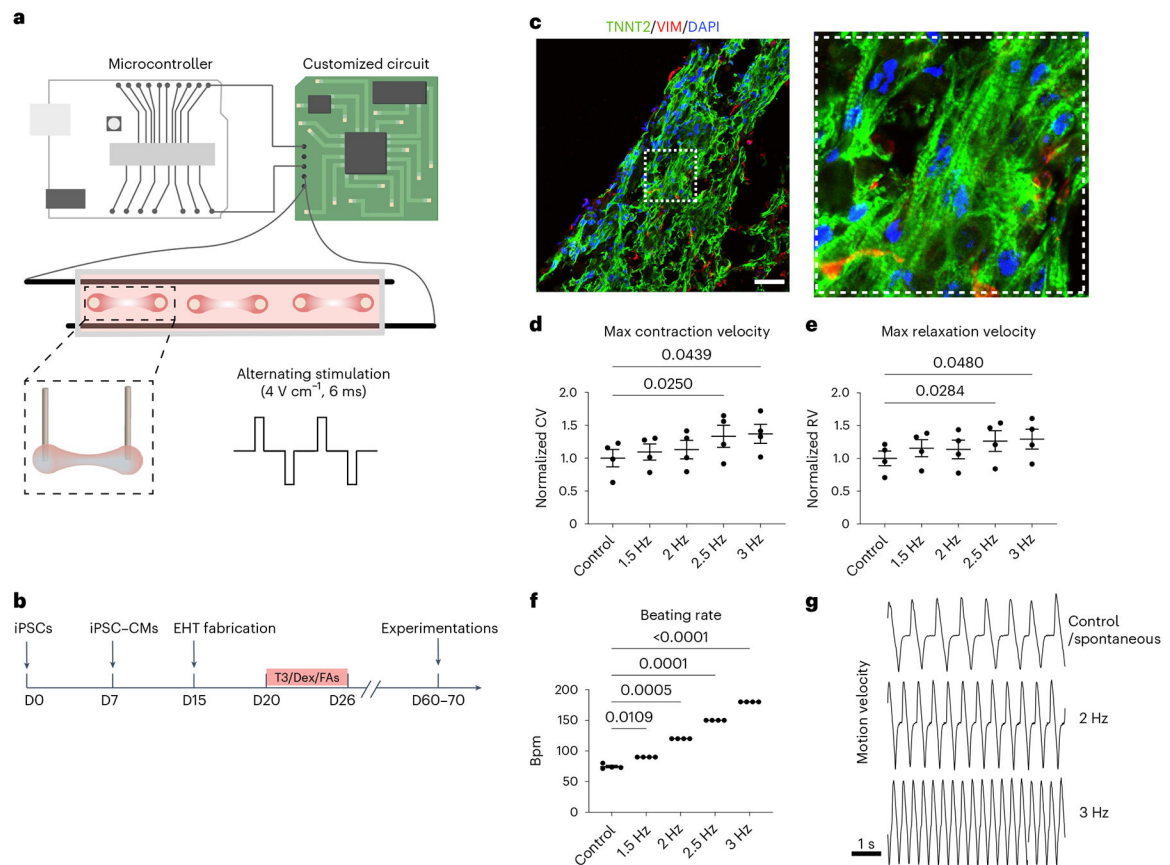 a
Microcontroller
Customized circuit
Alternating stimulation
(4 V cm⁻¹, 6 ms)
b
iPSCs
iPSC–CMs
EHT fabrication
Experimentations
T3/Dex/FAs
D0
D7
D15
D20
D26
D60–70
c
TNNT2/VIM/DAPI
d
Max contraction velocity
0.0439
0.0250
Normalized CV
2.0
1.5
1.0
0.5
0
Control
1.5 Hz
2 Hz
2.5 Hz
3 Hz
e
Max relaxation velocity
0.0480
0.0284
Normalized RV
2.0
1.5
1.0
0.5
0
Control
1.5 Hz
2 Hz
2.5 Hz
3 Hz
f
Beating rate
<0.0001
0.0001
0.0005
0.0109
Bpm
200
150
100
50
0
Control
1.5 Hz
2 Hz
2.5 Hz
3 Hz
g
Motion velocity
Control
/spontaneous
2 Hz
3 Hz
1 s